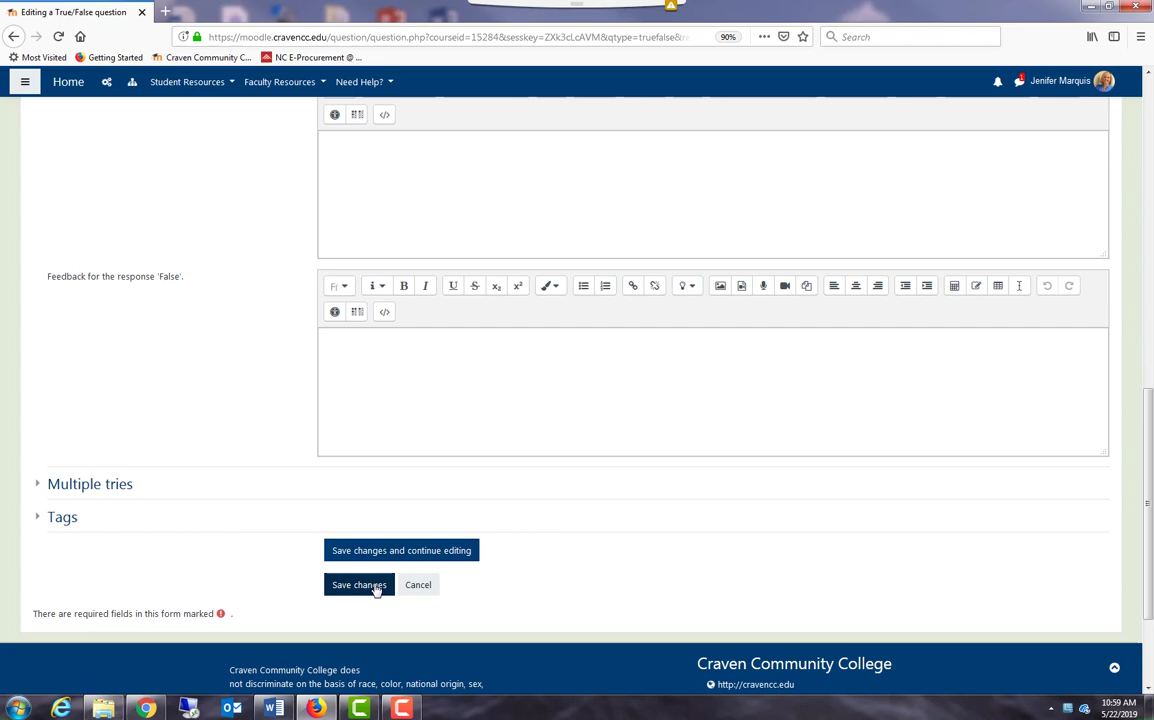 Editing a True/False question
https://moodle.cravencc.edu/question/question.php?courseid=15284&sesskey=ZXk3cLcAVM&qtype=truefalse&
90%
Search
Most Visited
Getting Started
Craven Community C...
NC E-Procurement @ ...
Home
Student Resources
Faculty Resources
Need Help?
Jenifer Marquis
Feedback for the response 'False'.
Multiple tries
Tags
Save changes and continue editing
Save changes
Cancel
There are required fields in this form marked
Craven Community College does
not discriminate on the basis of race, color, national origin, sex,
Craven Community College
http://cravencc.edu
10:59 AM
5/22/2019